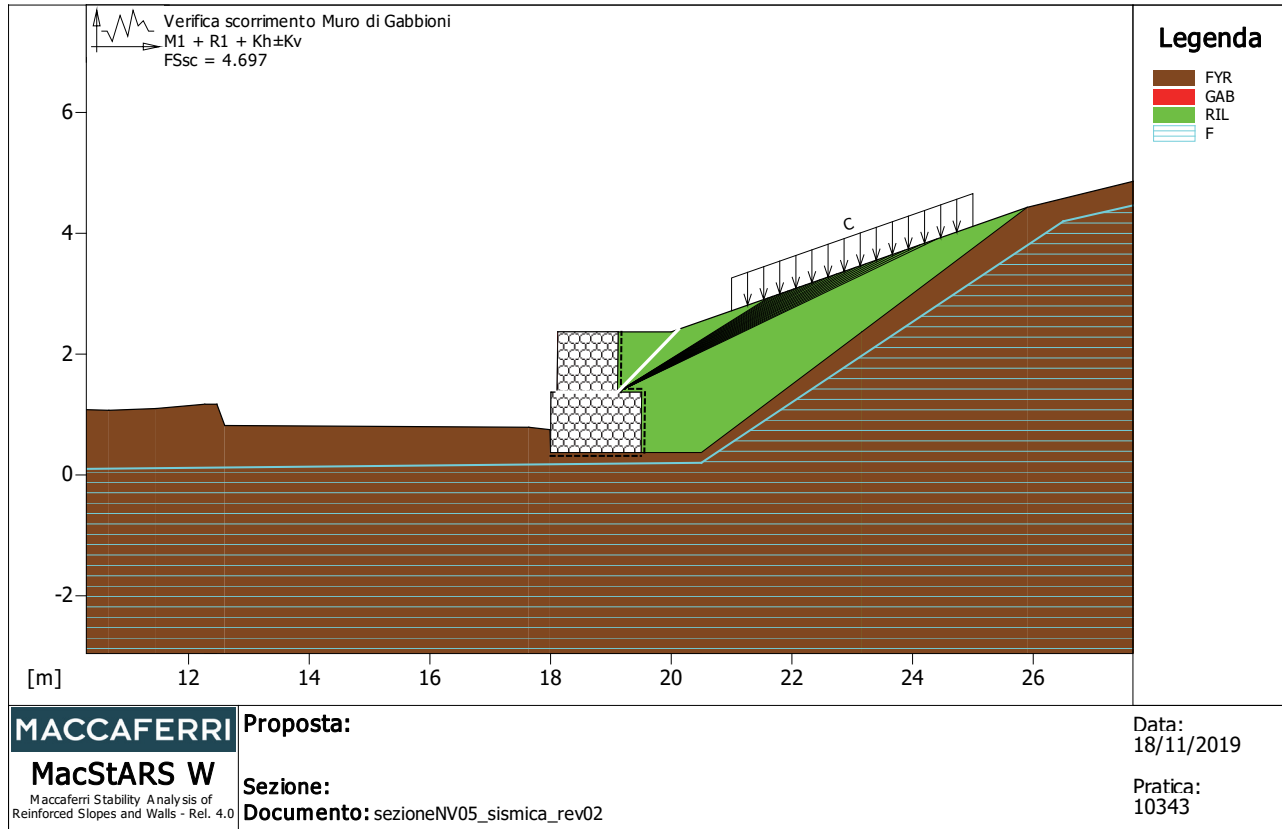 Verifica scorrimento Muro di Gabbioni
M1 + R1 + Kh±Kv
FSsc = 4.697
Legenda
FYR
GAB
RIL
F
C
6
4
2
0
-2
[m]
12
14
16
18
20
22
24
26
MACCAFERRI
MacStARS W
Maccaferri Stability Analysis of
Reinforced Slopes and Walls - Rel. 4.0
Proposta:
Sezione:
Documento: sezioneNV05_sismica_rev02
Data:
18/11/2019
Pratica:
10343